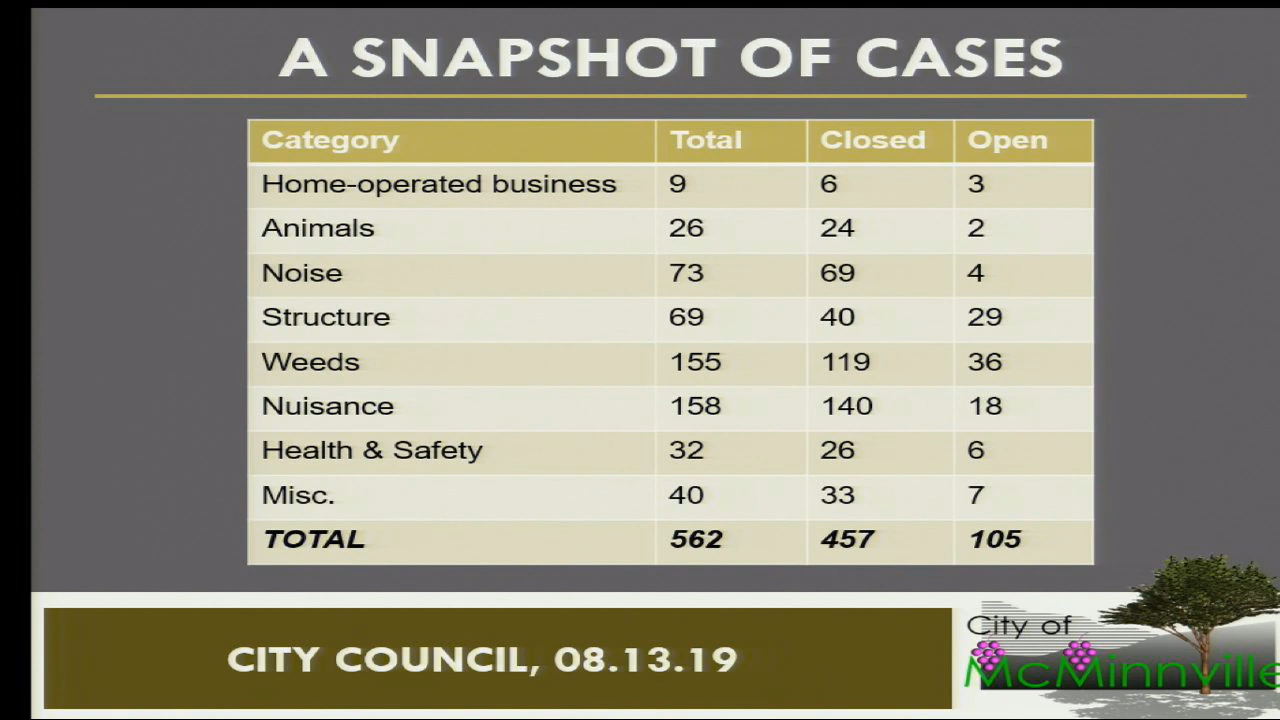 A SNAPSHOT OF CASES
Category Total Closed Open
Home-operated business 9 6 3
Animals 26 24 2
Noise 73 69 4
Structure 69 40 29
Weeds 155 119 36
Nuisance 158 140 18
Health & Safety 32 26 6
Misc. 40 33 7
TOTAL 562 457 105
CITY COUNCIL, 08.13.19
City of
McMinnville